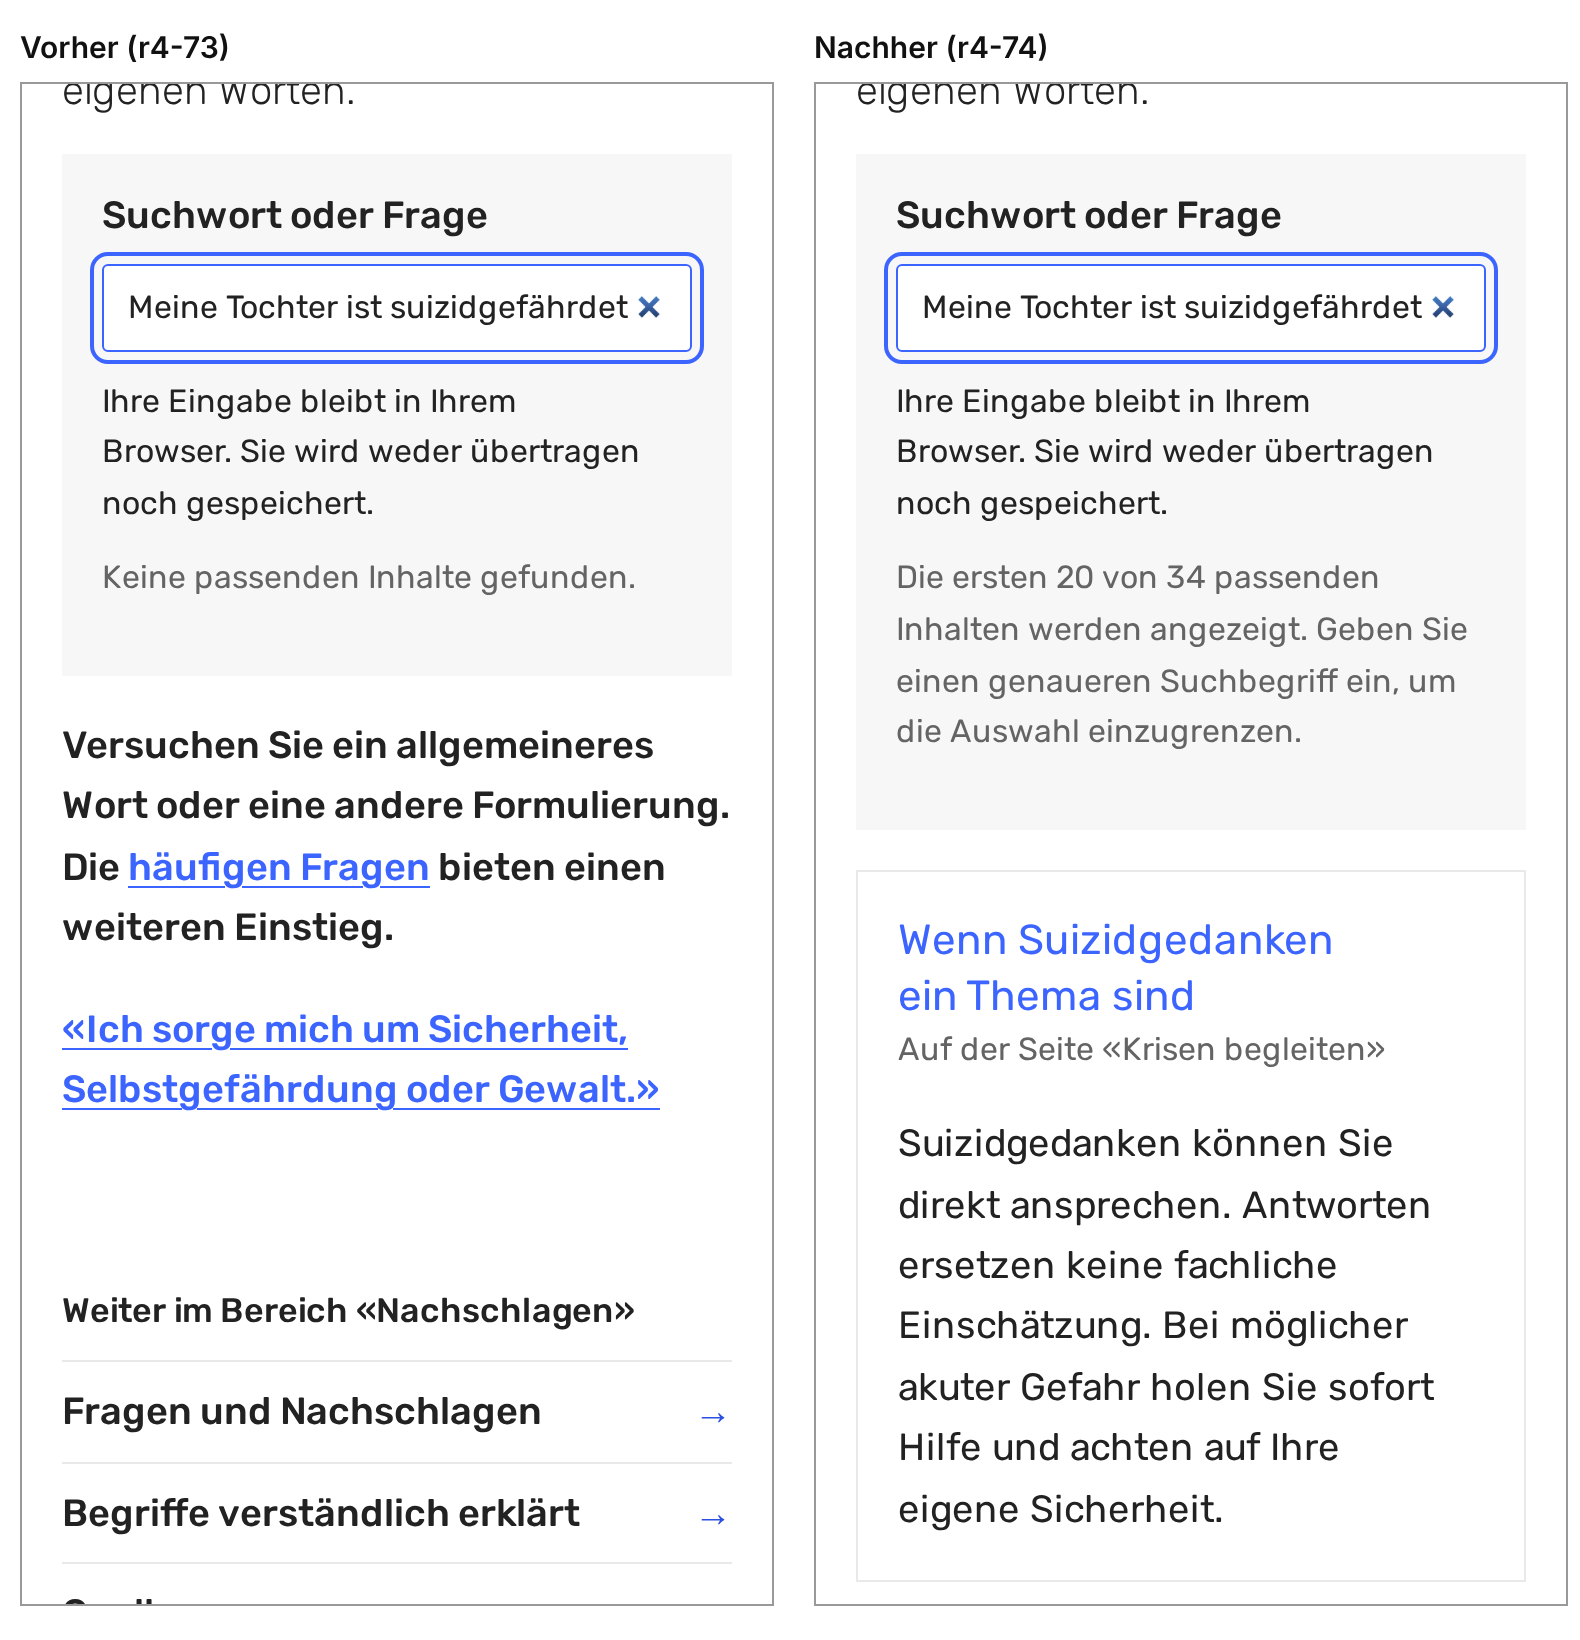 Vorher (r4-73)
eigenen Worten.
Suchwort oder Frage
Meine Tochter ist suizidgefährdet ×
Ihre Eingabe bleibt in Ihrem
Browser. Sie wird weder übertragen
noch gespeichert.
Keine passenden Inhalte gefunden.
Versuchen Sie ein allgemeineres
Wort oder eine andere Formulierung.
Die häufigen Fragen bieten einen
weiteren Einstieg.
«Ich sorge mich um Sicherheit,
Selbstgefährdung oder Gewalt.»
Weiter im Bereich «Nachschlagen»
Fragen und Nachschlagen →
Begriffe verständlich erklärt →
Nachher (r4-74)
eigenen Worten.
Suchwort oder Frage
Meine Tochter ist suizidgefährdet ×
Ihre Eingabe bleibt in Ihrem
Browser. Sie wird weder übertragen
noch gespeichert.
Die ersten 20 von 34 passenden
Inhalten werden angezeigt. Geben Sie
einen genaueren Suchbegriff ein, um
die Auswahl einzugrenzen.
Wenn Suizidgedanken
ein Thema sind
Auf der Seite «Krisen begleiten»
Suizidgedanken können Sie
direkt ansprechen. Antworten
ersetzen keine fachliche
Einschätzung. Bei möglicher
akuter Gefahr holen Sie sofort
Hilfe und achten auf Ihre
eigene Sicherheit.